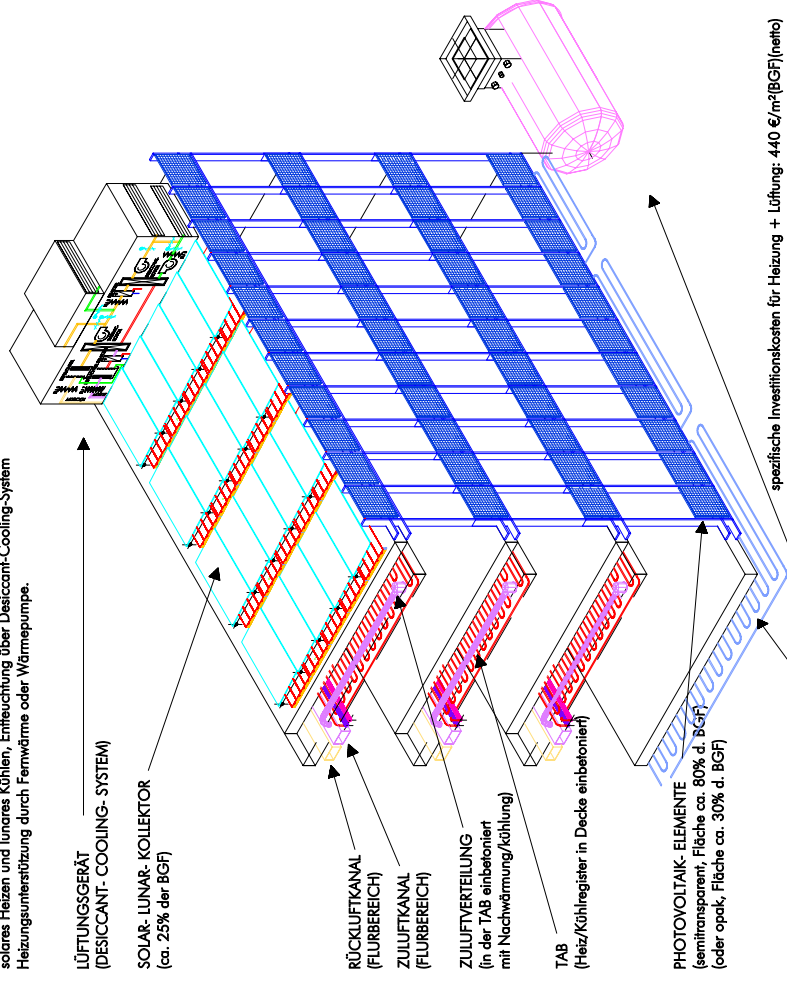 solares Heizen und lunares Kühlen, Entfeuchtung über Desiccant-Cooling-System
Heizungsunterstützung durch Fernwärme oder Wärmepumpe.
LÜFTUNGSGERÄT
(DESICCANT- COOLING- SYSTEM)
SOLAR- LUNAR- KOLLEKTOR
(ca. 25% der BGF)
RÜCKLUFTKANAL
(FLURBEREICH)
ZULUFTKANAL
(FLURBEREICH)
ZULUFTVERTEILUNG
(in der TAB einbetoniert
mit Nachwärmung/kühlung)
TAB
(Heiz/Kühlregister in Decke einbetoniert)
PHOTOVOLTAIK- ELEMENTE
(semitransparent, Fläche ca. 80% d. BGF)
(oder opak, Fläche ca. 30% d. BGF)
spezifische Investitionskosten für Heizung + Lüftung: 440 €/m²(BGF)(netto)